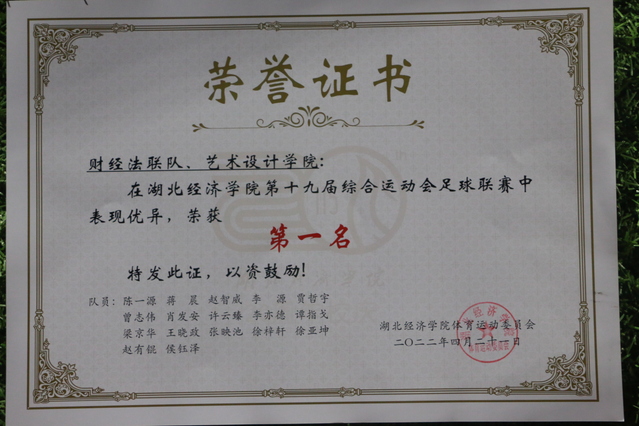 荣誉证书
财经法联队、艺术设计学院：
在湖北经济学院第十九届综合运动会足球联赛中
表现优异，荣获
第一名
特发此证，以资鼓励！
队员：陈一源 蒋晨 赵智威 李源 贾哲宇
曾志伟 肖发安 许云臻 李亦德 谭指戈
梁京华 王晓政 张映池 徐梓轩 徐亚坤
赵有锟 侯钰泽
湖北经济学院体育运动委员会
二〇二二年四月二十一日